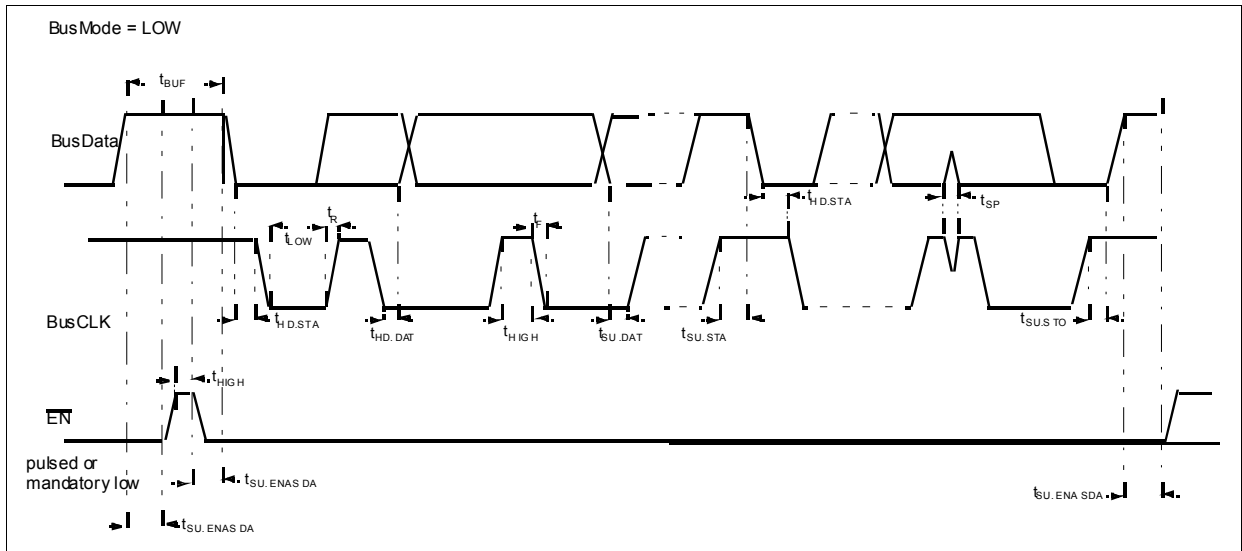 BusMode = LOW
tBUF
BusData
tHD.STA
tSP
tR
tF
tLOW
BusCLK
tHD.STA
tHD.DAT
tHIGH
tSU.DAT
tSU.STA
tSU.STO
tHIGH
EN
pulsed or
mandatory low
tSU.ENASDA
tSU.ENASDA
tSU.ENASDA